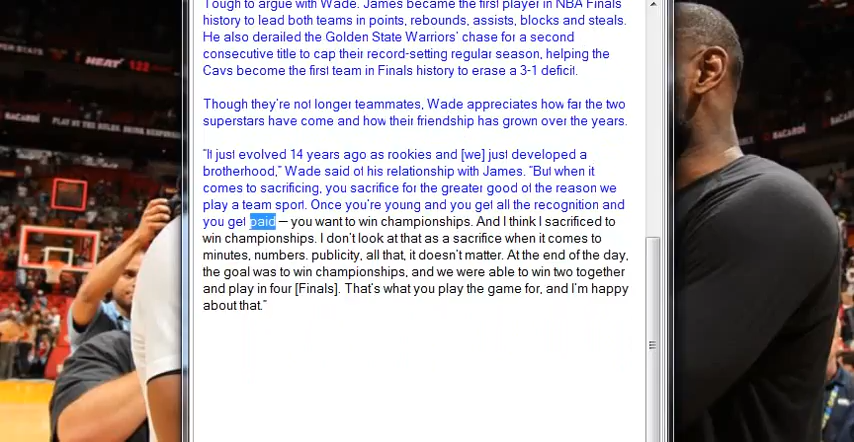 Tough to argue with Wade. James became the first player in NBA Finals
history to lead both teams in points, rebounds, assists, blocks and steals.
He also derailed the Golden State Warriors' chase for a second
consecutive title to cap their record-setting regular season, helping the
Cavs become the first team in Finals history to erase a 3-1 deficit.
Though they're not longer teammates, Wade appreciates how far the two
superstars have come and how their friendship has grown over the years.
"It just evolved 14 years ago as rookies and [we] just developed a
brotherhood," Wade said of his relationship with James. "But when it
comes to sacrificing, you sacrifice for the greater good of the reason we
play a team sport. Once you're young and you get all the recognition and
you get paid – you want to win championships. And I think I sacrificed to
win championships. I don't look at that as a sacrifice when it comes to
minutes, numbers. publicity, all that, it doesn't matter. At the end of the day,
the goal was to win championships, and we were able to win two together
and play in four [Finals]. That's what you play the game for, and I'm happy
about that."
HEAT 132
BACARDI
BACARDI